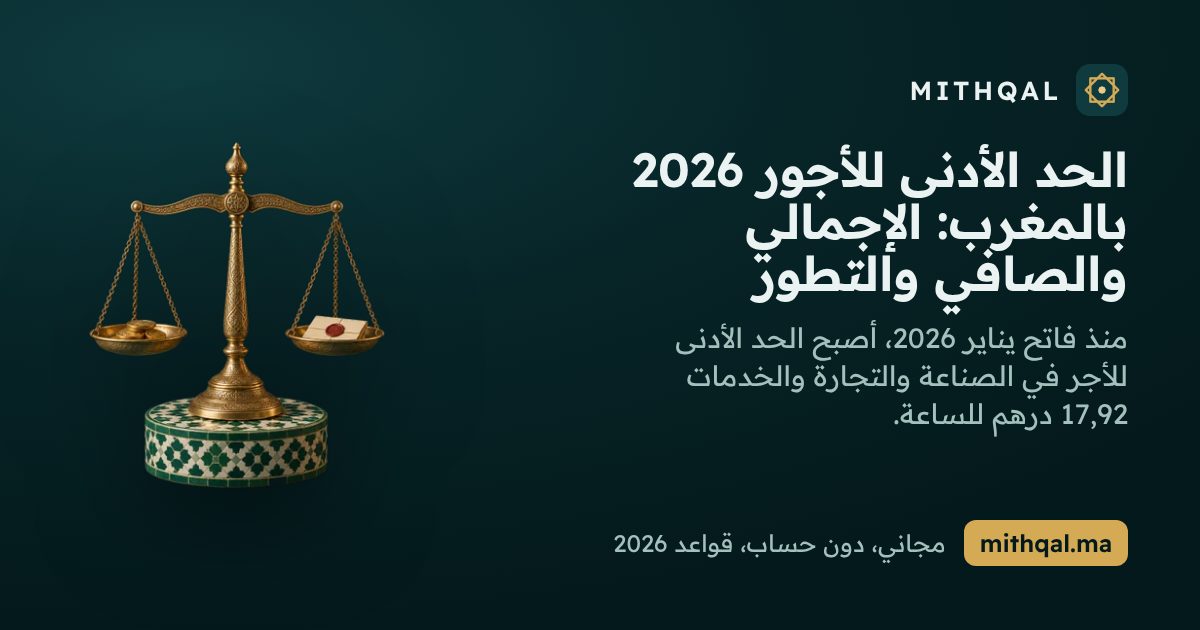 MITHQAL
الحد الأدنى للأجور 2026
بالمغرب: الإجمالي
والصافي والتطور
منذ فاتح يناير 2026، أصبح الحد الأدنى
للأجر في الصناعة والتجارة والخدمات
17,92 درهم للساعة.
mithqal.ma
مجاني، دون حساب، قواعد 2026